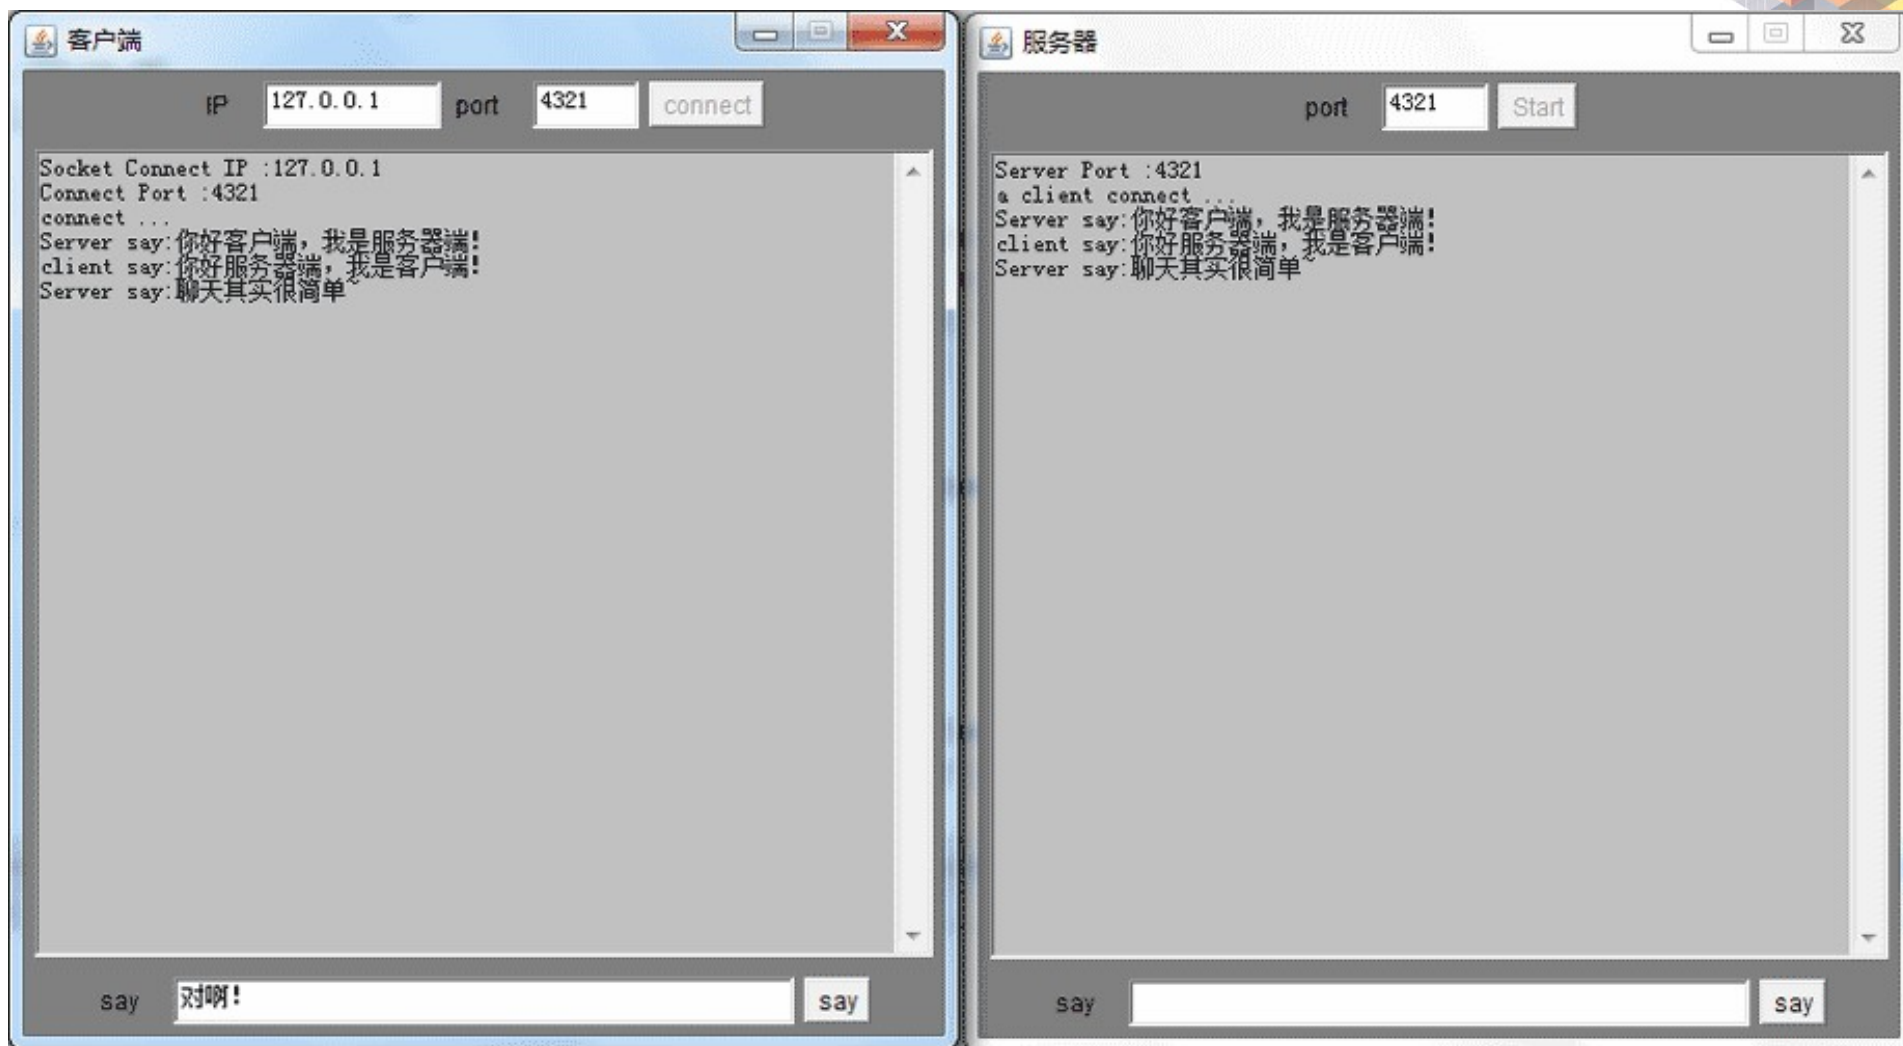 客户端
IP 127.0.0.1 port 4321 connect
Socket Connect IP :127.0.0.1
Connect Port :4321
connect ...
Server say:你好客户端，我是服务器端!
client say:你好服务器端，我是客户端!
Server say:聊天其实很简单~
say 对啊! say
服务器
port 4321 Start
Server Port :4321
a client connect ...
Server say:你好客户端，我是服务器端!
client say:你好服务器端，我是客户端!
Server say:聊天其实很简单~
say say